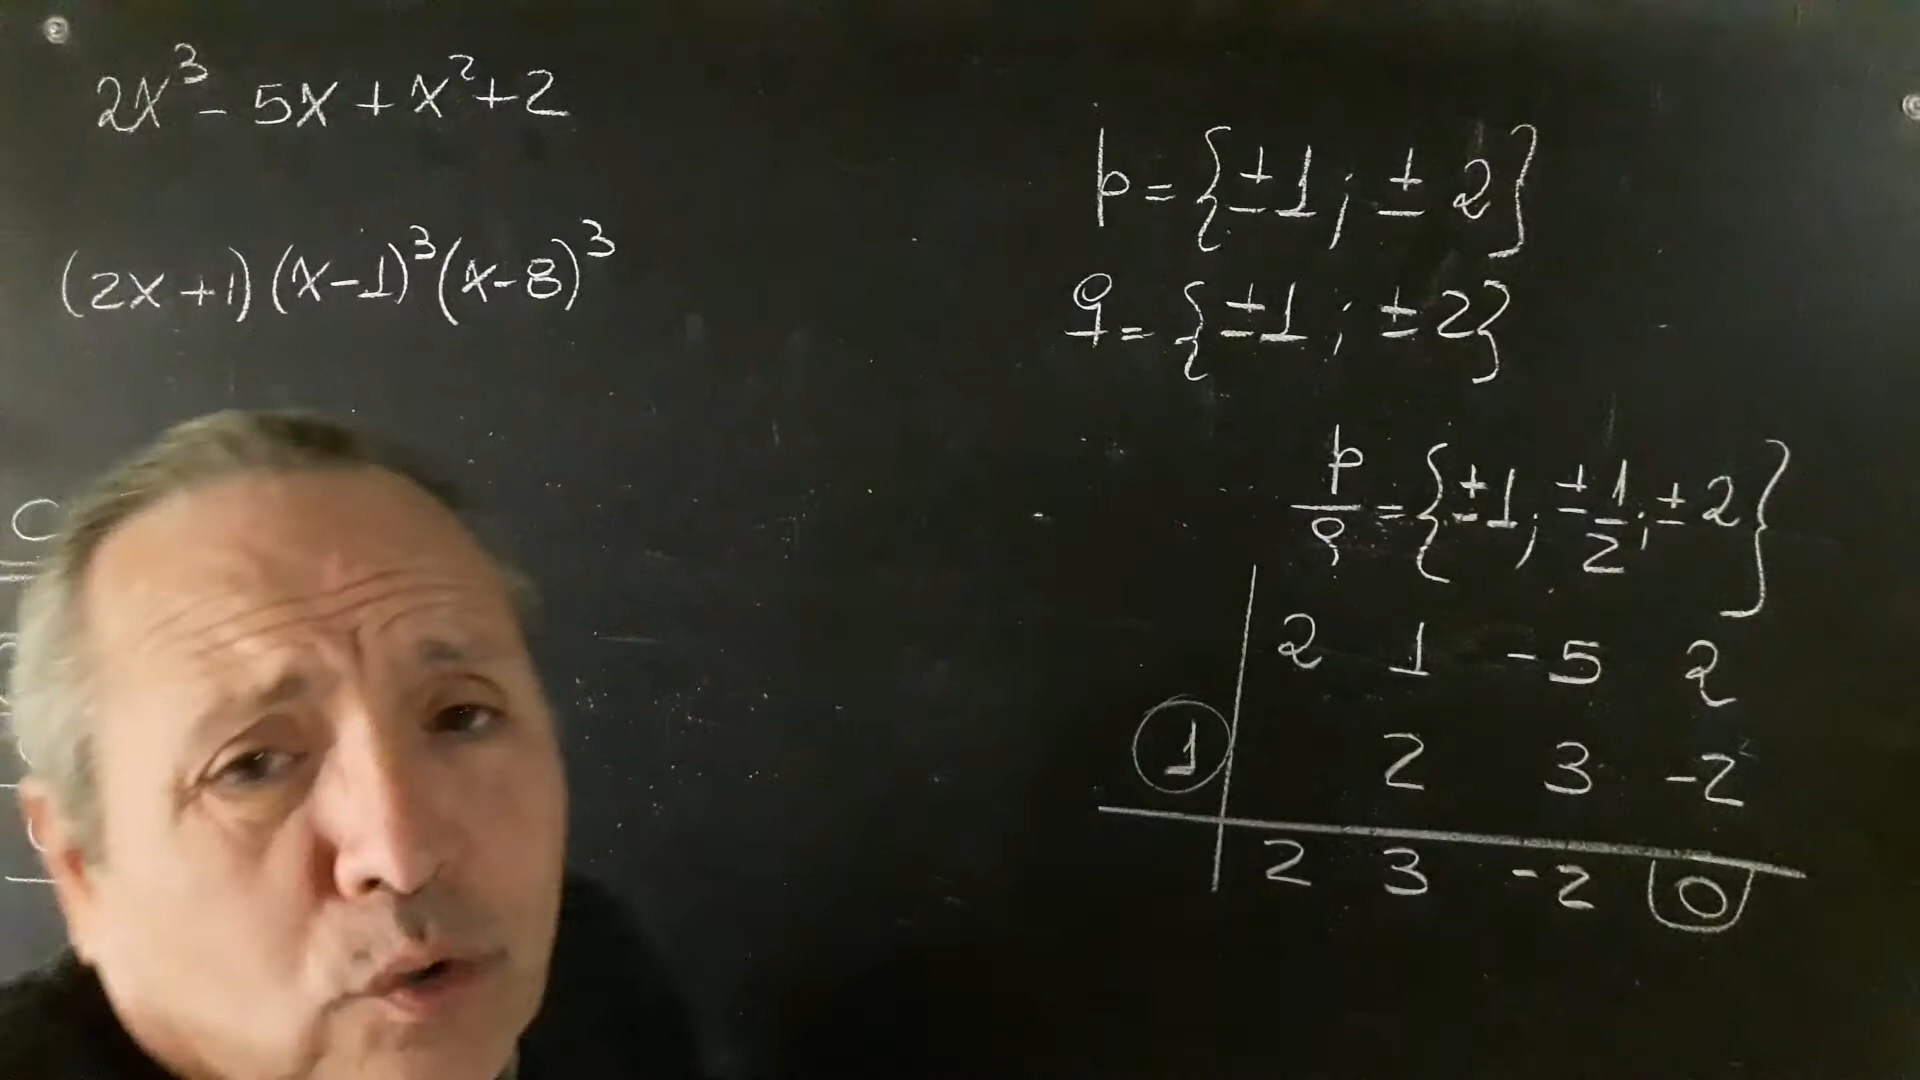 2x³ - 5x + x² + 2
(2x + 1)(x - 1)³(x - 8)³
p = {±1; ±2}
q = {±1; ±2}
p/q = {±1; ±1/2; ±2}
2 1 -5 2
1 2 3 -2
2 3 -2 0